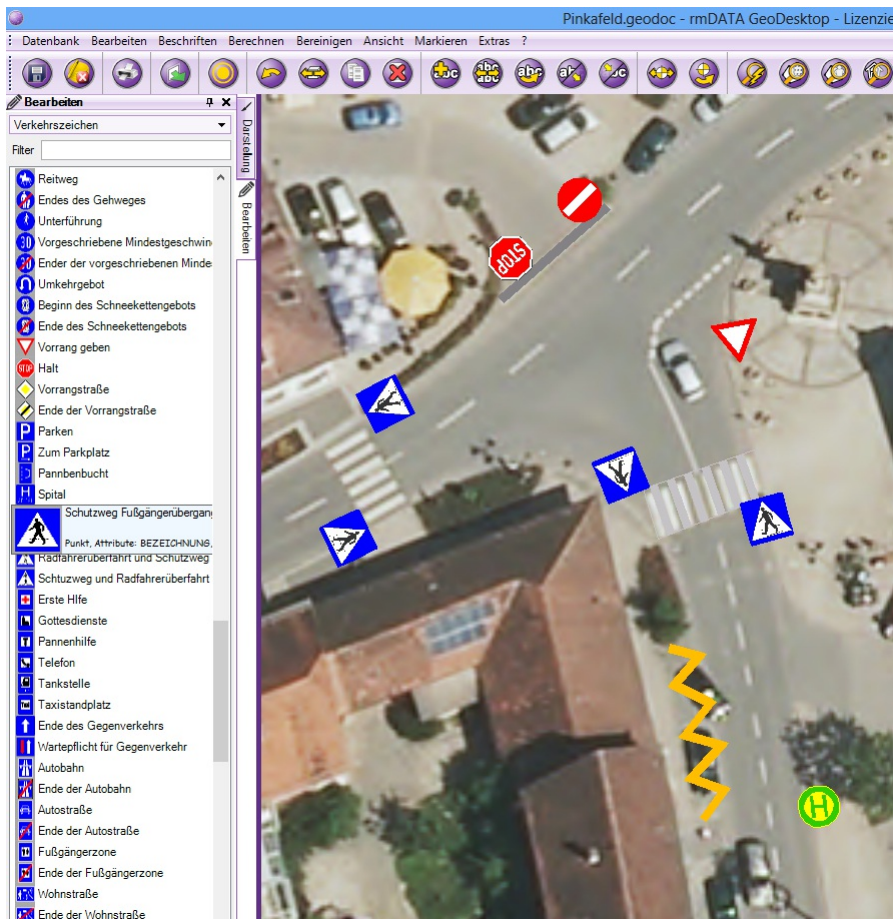 Pinkafeld.geodoc - rmDATA GeoDesktop - Lizenzie
Datenbank Bearbeiten Beschriften Berechnen Bereinigen Ansicht Markieren Extras ?
Bearbeiten
Verkehrszeichen
Filter
Darstellung
Bearbeiten
Reitweg
Endes des Gehweges
Unterführung
Vorgeschriebene Mindestgeschwin
Ender der vorgeschriebenen Minde
Umkehrgebot
Beginn des Schneekettengebots
Ende des Schneekettengebots
Vorrang geben
Halt
Vorrangstraße
Ende der Vorrangstraße
Parken
Zum Parkplatz
Pannbenbucht
Spital
Schutzweg Fußgängerübergan
Punkt, Attribute: BEZEICHNUNG,
Radfahrerüberfahrt und Schutzweg
Schtuzweg und Radfahrerüberfahrt
Erste HIfe
Gottesdienste
Pannenhilfe
Telefon
Tankstelle
Taxistandplatz
Ende des Gegenverkehrs
Wartepflicht für Gegenverkehr
Autobahn
Ende der Autobahn
Autostraße
Ende der Autostraße
Fußgängerzone
Ende der Fußgängerzone
Wohnstraße
Ende der Wohnstraße
STOP
H